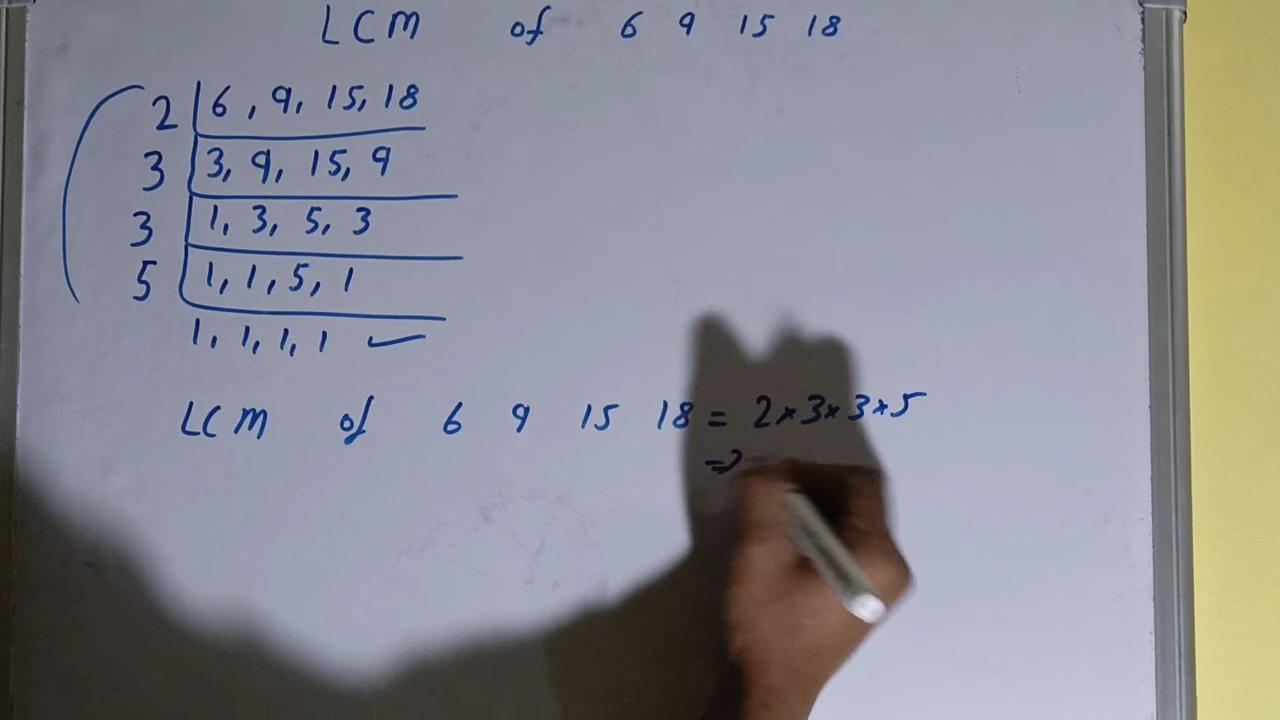 LCM of 6 9 15 18
2 6, 9, 15, 18
3 3, 9, 15, 9
3 1, 3, 5, 3
5 1, 1, 5, 1
1, 1, 1, 1 ✓
LCM of 6 9 15 18 = 2×3×3×5
⇒